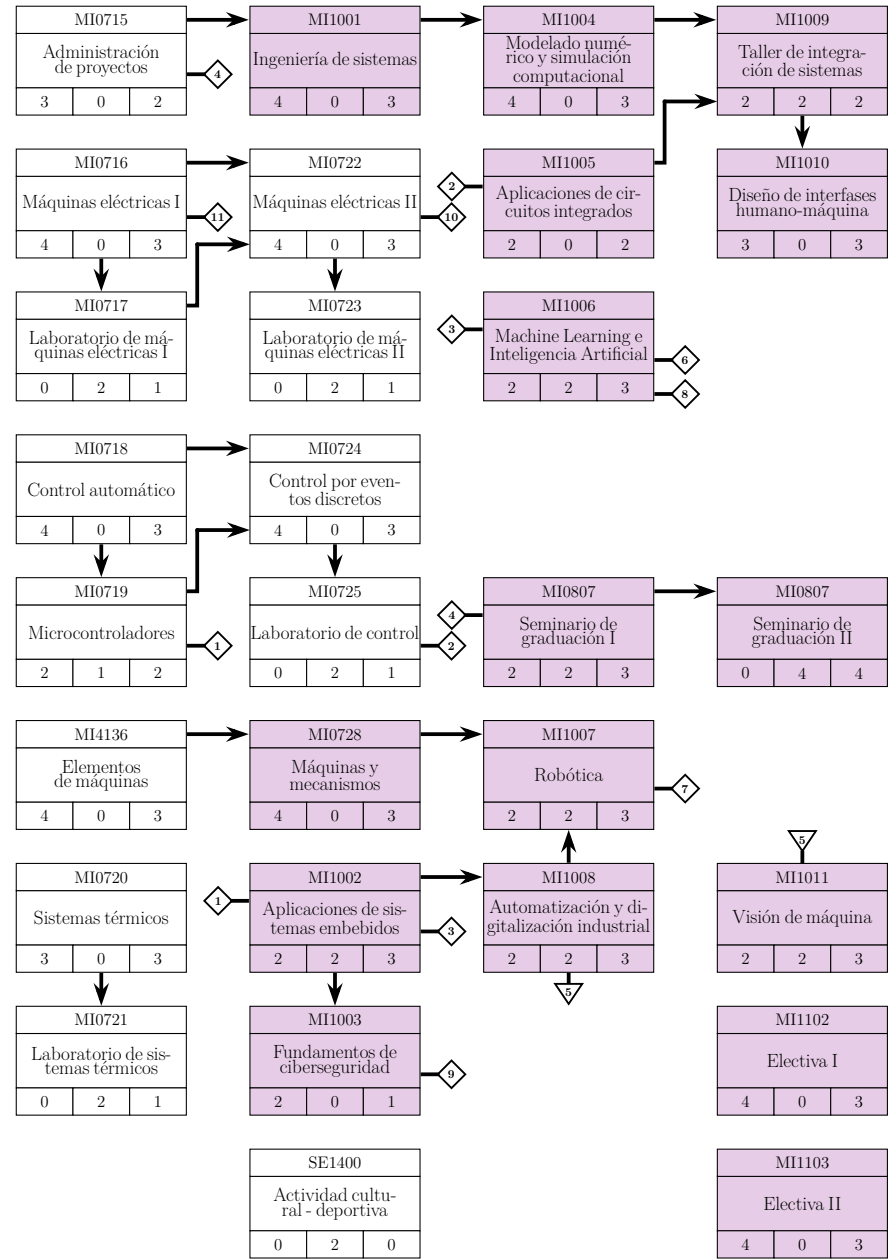 MI0715
Administración
de proyectos
4
3 0 2
MI1001
Ingeniería de sistemas
4 0 3
MI1004
Modelado numé-
rico y simulación
computacional
4 0 3
MI1009
Taller de integra-
ción de sistemas
2 2 2
MI0716
Máquinas eléctricas I
11
4 0 3
MI0722
Máquinas eléctricas II
10
4 0 3
2
MI1005
Aplicaciones de cir-
cuitos integrados
2 0 2
MI1010
Diseño de interfases
humano-máquina
3 0 3
MI0717
Laboratorio de má-
quinas eléctricas I
0 2 1
MI0723
Laboratorio de má-
quinas eléctricas II
0 2 1
3
MI1006
Machine Learning e
Inteligencia Artificial
6
2 2 3
8
MI0718
Control automático
4 0 3
MI0724
Control por even-
tos discretos
4 0 3
MI0719
Microcontroladores
1
2 1 2
MI0725
Laboratorio de control
2
0 2 1
4
MI0807
Seminario de
graduación I
2 2 3
MI0807
Seminario de
graduación II
0 4 4
MI4136
Elementos
de máquinas
4 0 3
MI0728
Máquinas y
mecanismos
4 0 3
MI1007
Robótica
7
2 2 3
MI0720
Sistemas térmicos
3 0 3
1
MI1002
Aplicaciones de sis-
temas embebidos
3
2 2 3
MI1008
Automatización y di-
gitalización industrial
2 2 3
5
5
MI1011
Visión de máquina
2 2 3
MI0721
Laboratorio de sis-
temas térmicos
0 2 1
MI1003
Fundamentos de
ciberseguridad
9
2 0 1
MI1102
Electiva I
4 0 3
SE1400
Actividad cultu-
ral - deportiva
0 2 0
MI1103
Electiva II
4 0 3